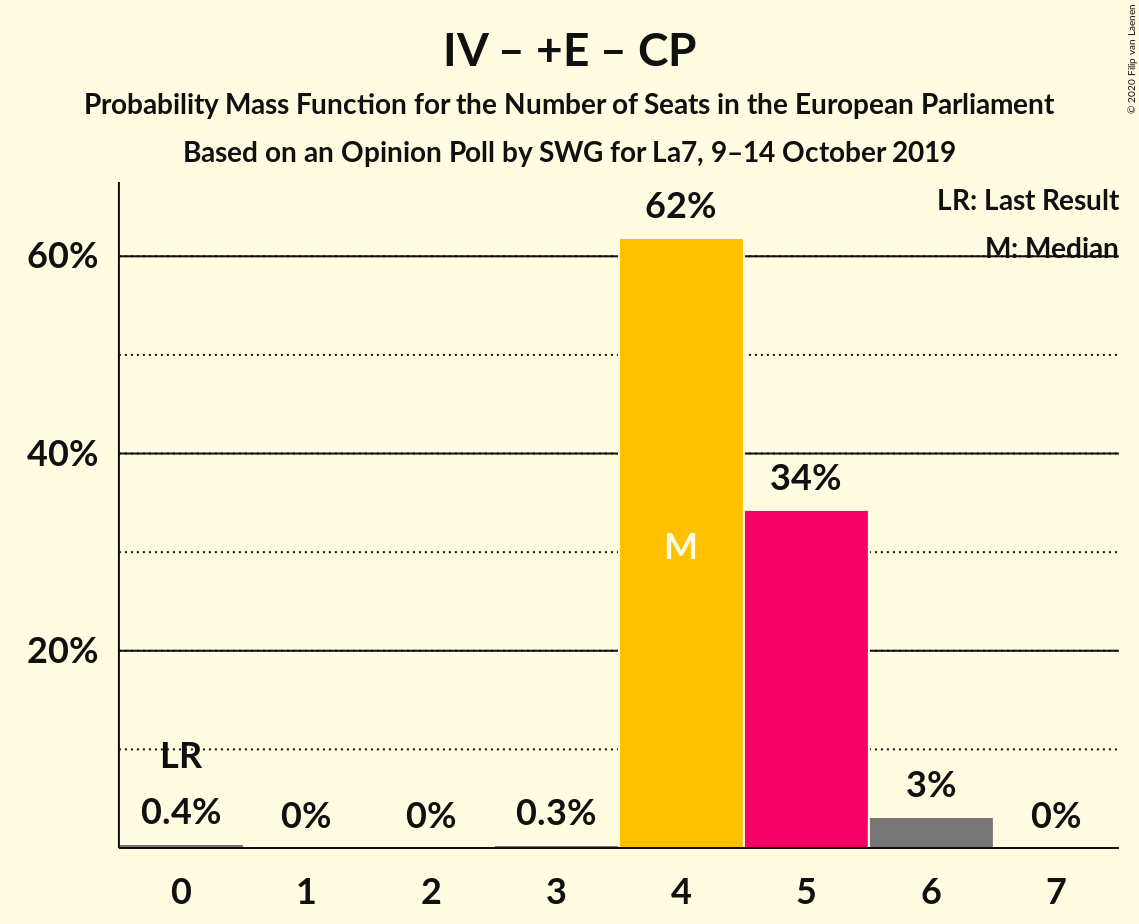 IV – +E – CP
Probability Mass Function for the Number of Seats in the European Parliament
Based on an Opinion Poll by SWG for La7, 9–14 October 2019
© 2020 Filip van Laenen
LR: Last Result
M: Median
60%
40%
20%
62%
34%
M
LR
0.4%
0%
0%
0.3%
3%
0%
0 1 2 3 4 5 6 7